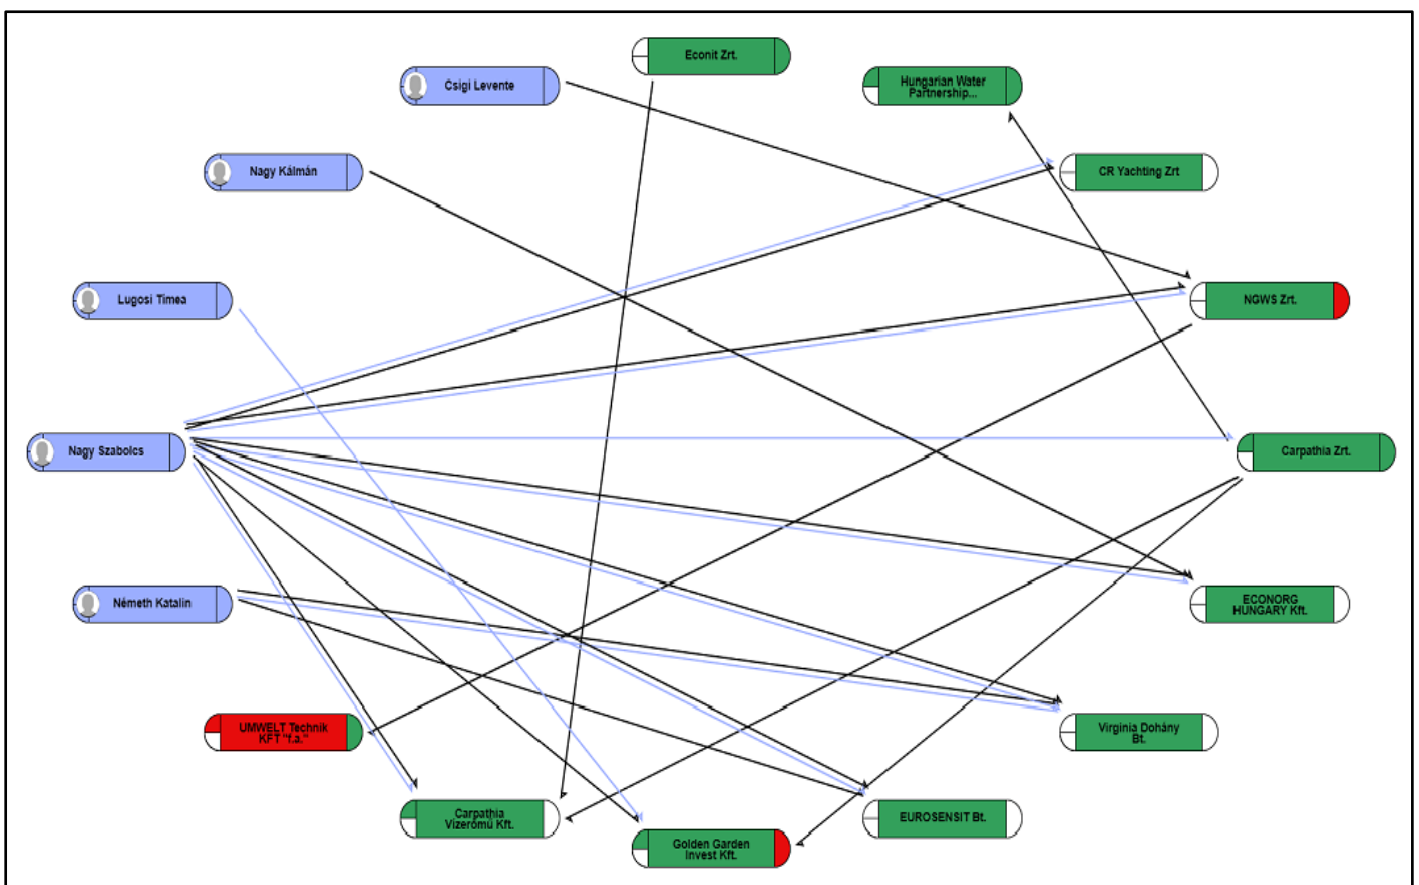 Econit Zrt.
Csigi Levente
Hungarian Water
Partnership...
Nagy Kálmán
CR Yachting Zrt
Lugosi Tímea
NGWS Zrt.
Nagy Szabolcs
Carpathia Zrt.
Németh Katalin
ECONORG
HUNGARY Kft.
UMWELT Technik
KFT "f.a."
Virginia Dohány
Bt.
Carpathia
Vízerőmű Kft.
EUROSENSIT Bt.
Golden Garden
Invest Kft.